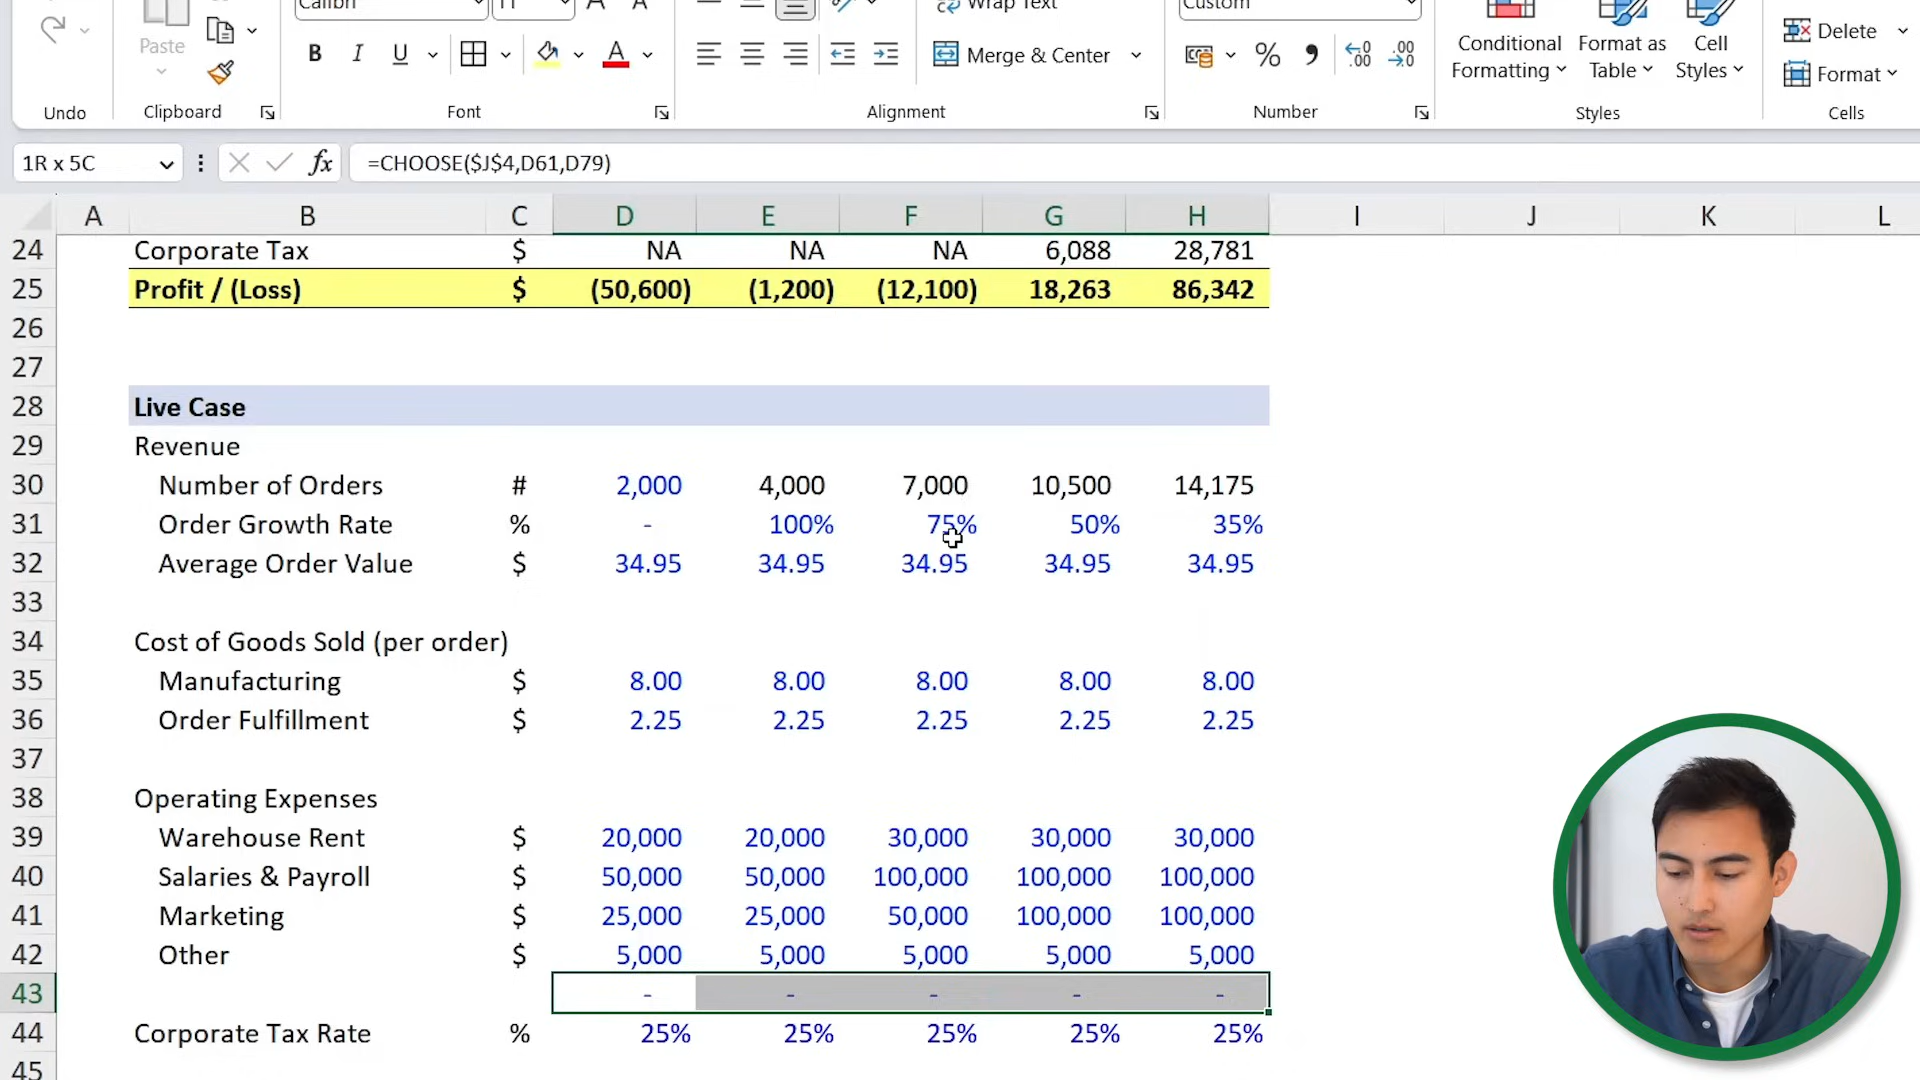 Calibri 11 Wrap Text Custom
Paste B I U Merge & Center % Conditional Formatting Format as Table Cell Styles Delete Format
Undo Clipboard Font Alignment Number Styles Cells
1R x 5C fx =CHOOSE($J$4,D61,D79)
A B C D E F G H I J K L
24 Corporate Tax $ NA NA NA 6,088 28,781
25 Profit / (Loss) $ (50,600) (1,200) (12,100) 18,263 86,342
26
27
28 Live Case
29 Revenue
30 Number of Orders # 2,000 4,000 7,000 10,500 14,175
31 Order Growth Rate % - 100% 75% 50% 35%
32 Average Order Value $ 34.95 34.95 34.95 34.95 34.95
33
34 Cost of Goods Sold (per order)
35 Manufacturing $ 8.00 8.00 8.00 8.00 8.00
36 Order Fulfillment $ 2.25 2.25 2.25 2.25 2.25
37
38 Operating Expenses
39 Warehouse Rent $ 20,000 20,000 30,000 30,000 30,000
40 Salaries & Payroll $ 50,000 50,000 100,000 100,000 100,000
41 Marketing $ 25,000 25,000 50,000 100,000 100,000
42 Other $ 5,000 5,000 5,000 5,000 5,000
43 - - - - -
44 Corporate Tax Rate % 25% 25% 25% 25% 25%
45